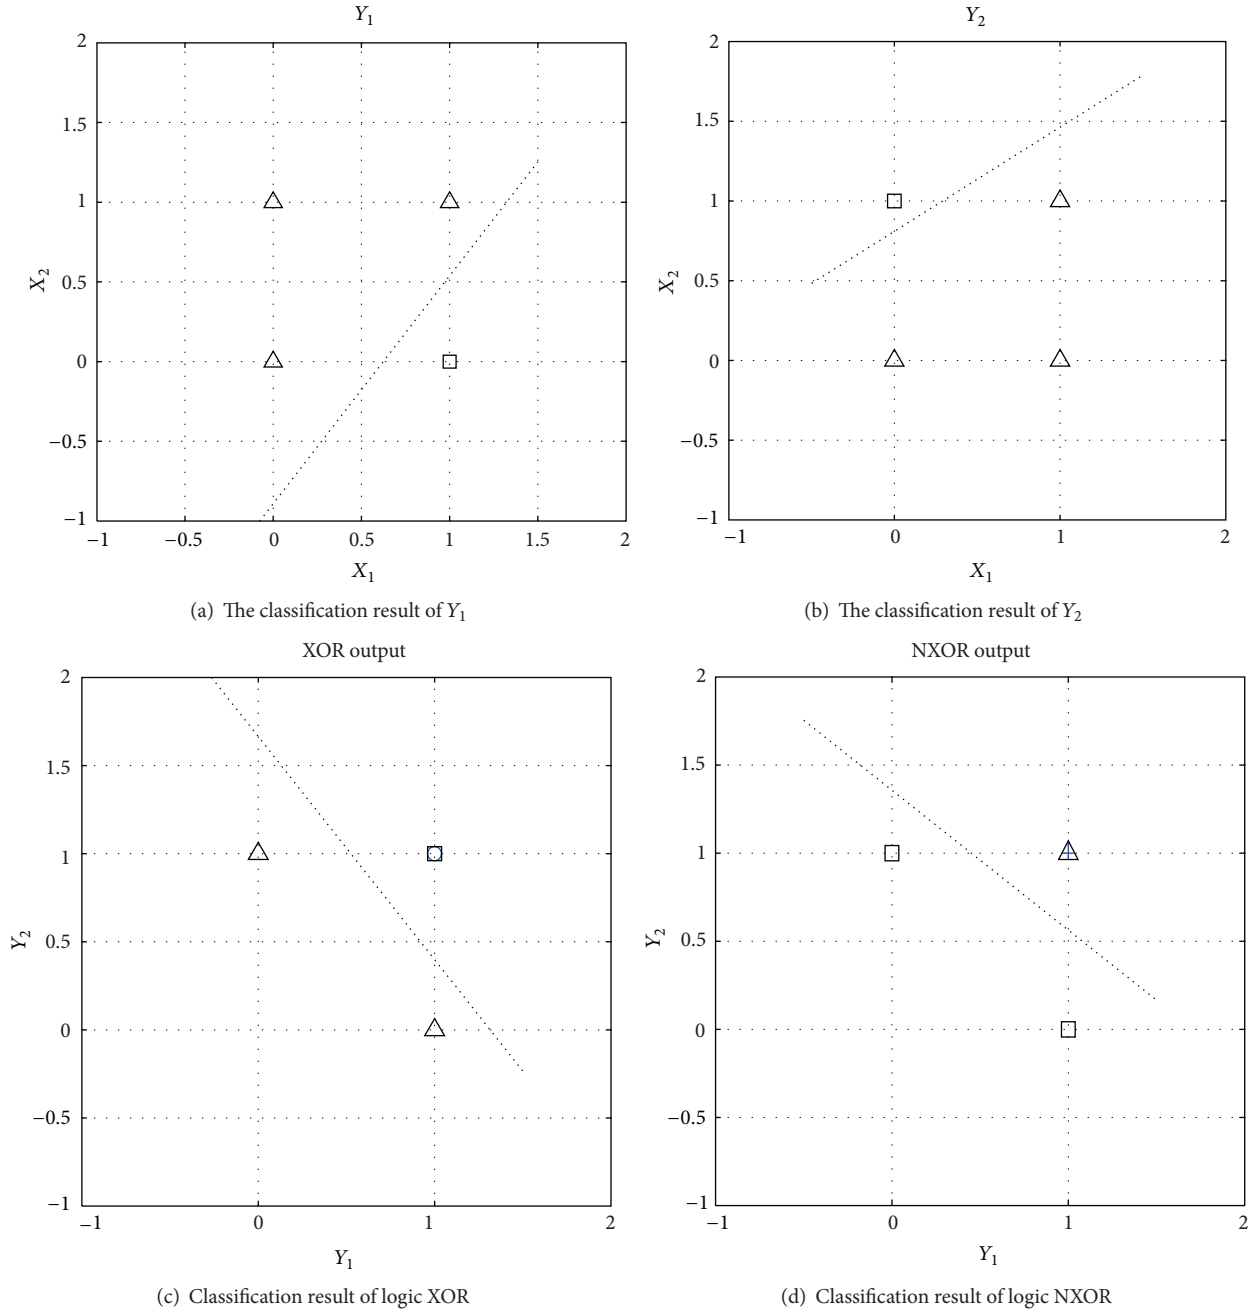 Y1
2
1.5
1
0.5
0
−0.5
−1
X2
−1
−0.5
0
0.5
1
1.5
2
X1
(a) The classification result of Y1
Y2
2
1.5
1
0.5
0
−0.5
−1
X2
−1
0
1
2
X1
(b) The classification result of Y2
XOR output
2
1.5
1
0.5
0
−0.5
−1
Y2
−1
0
1
2
Y1
(c) Classification result of logic XOR
NXOR output
2
1.5
1
0.5
0
−0.5
−1
Y2
−1
0
1
2
Y1
(d) Classification result of logic NXOR